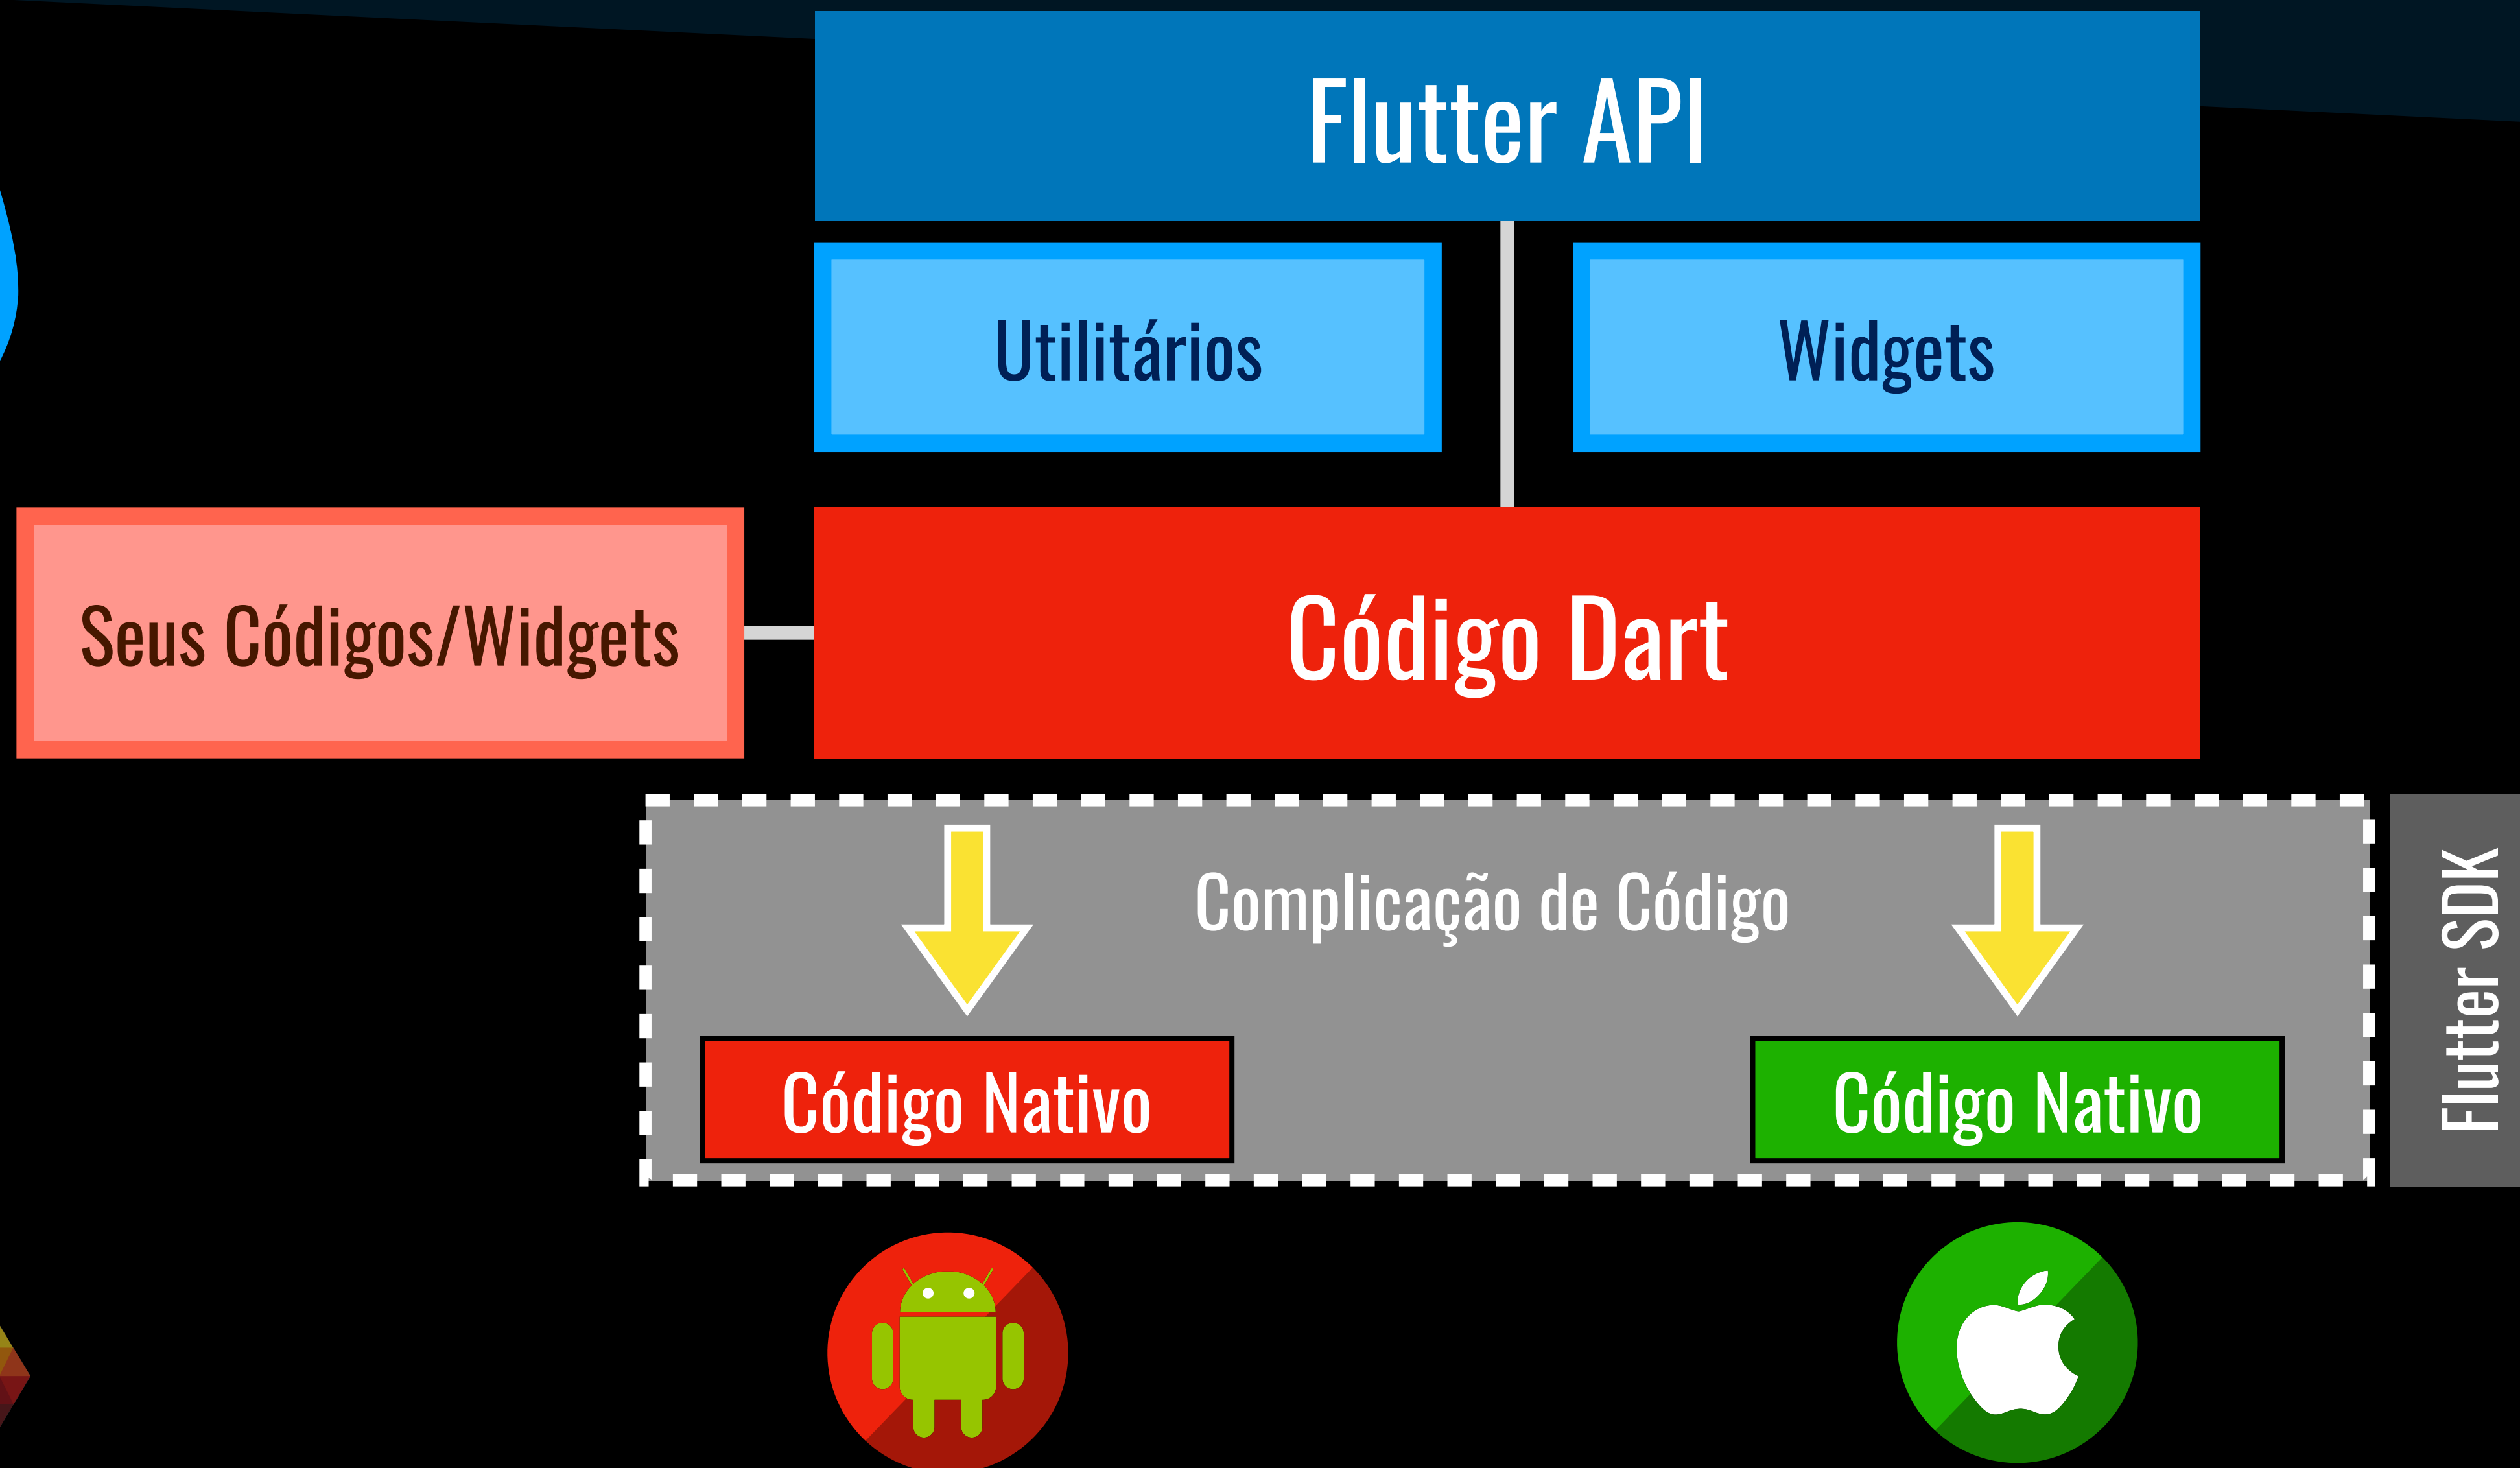 Flutter API
Utilitários
Widgets
Seus Códigos/Widgets
Código Dart
Complicação de Código
Código Nativo
Código Nativo
Flutter SDK